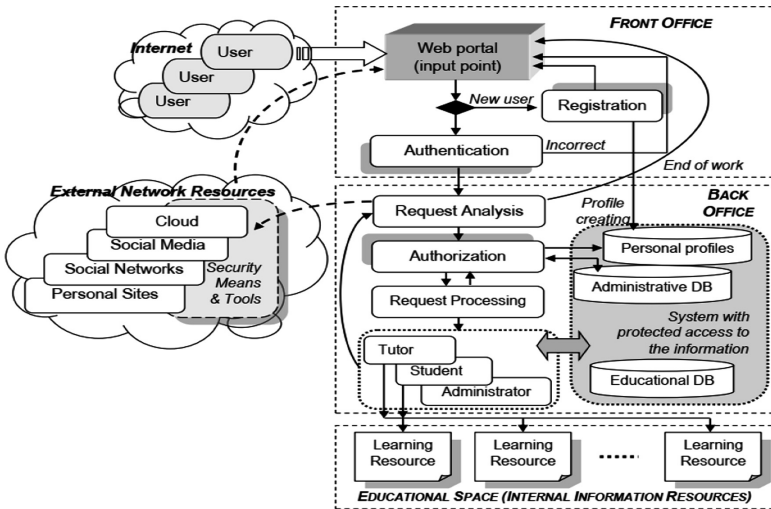 Internet
User
User
User
FRONT OFFICE
Web portal
(input point)
New user
Registration
Authentication
Incorrect
End of work
External Network Resources
Cloud
Social Media
Social Networks
Personal Sites
Security
Means
& Tools
BACK
OFFICE
Request Analysis
Profile
creating
Authorization
Personal profiles
Administrative DB
Request Processing
System with
protected access to
the information
Tutor
Student
Administrator
Educational DB
Learning
Resource
Learning
Resource
Learning
Resource
EDUCATIONAL SPACE (INTERNAL INFORMATION RESOURCES)